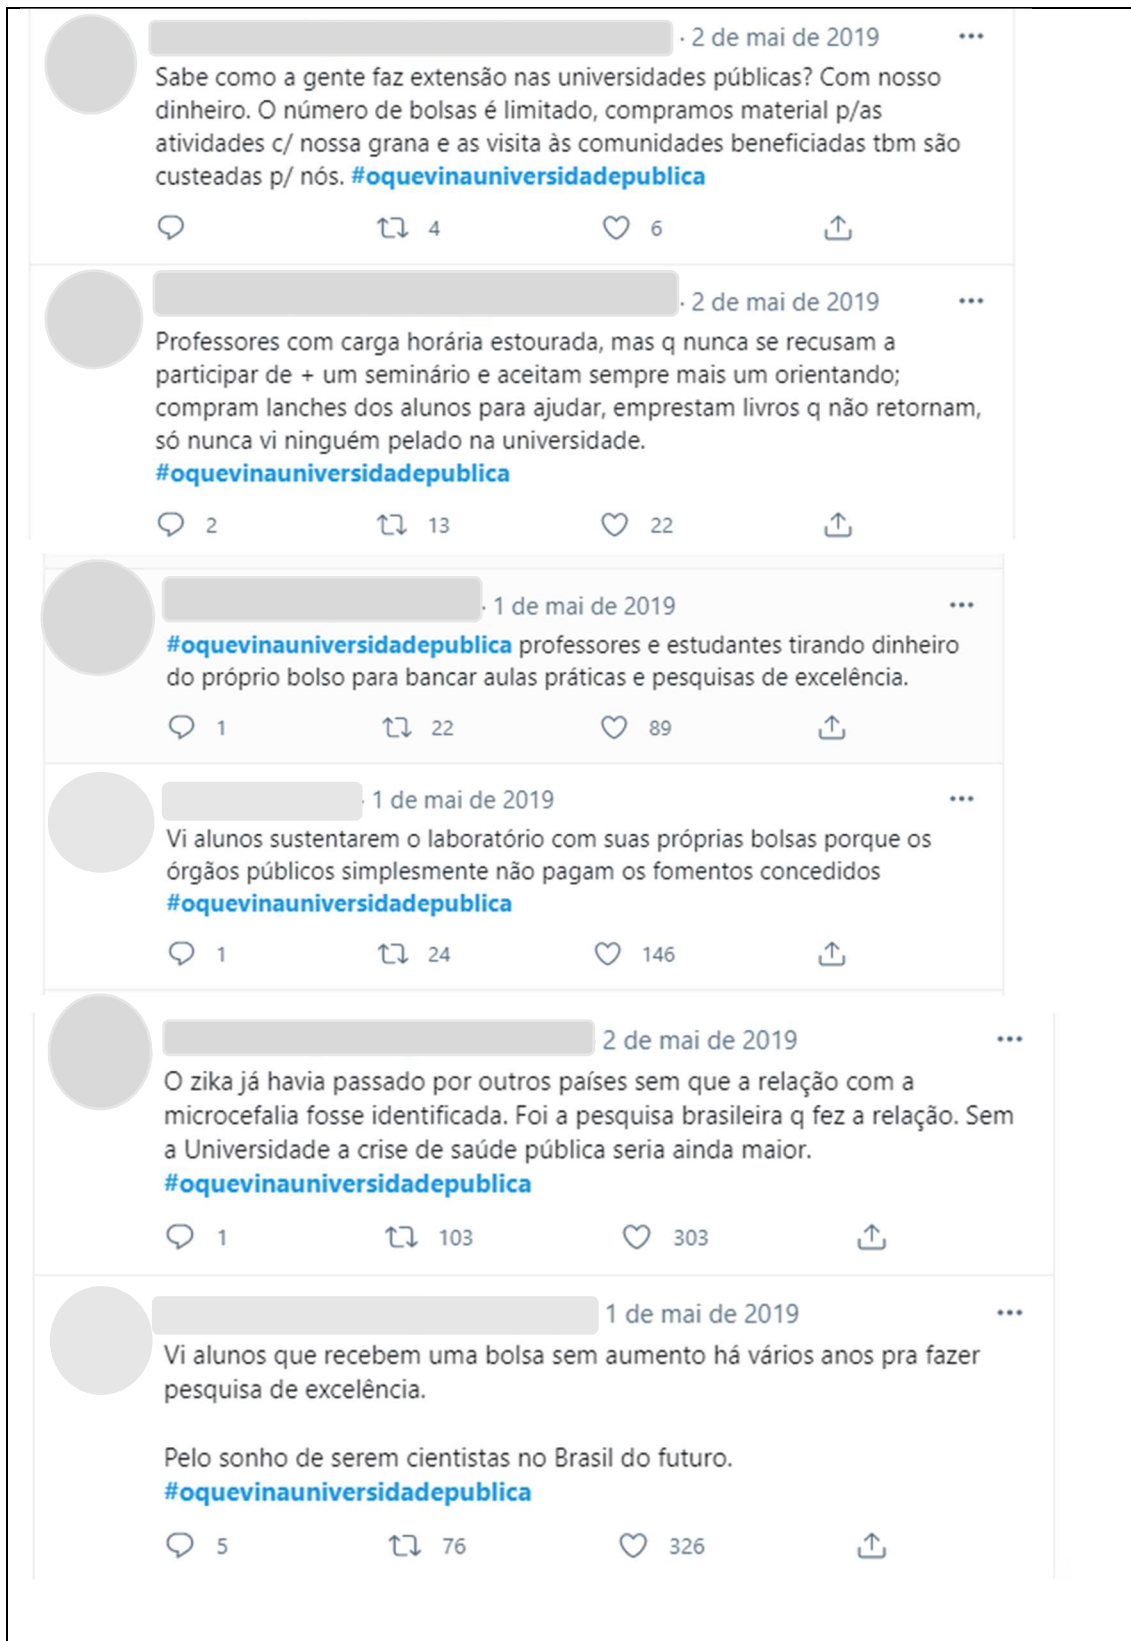 · 2 de mai de 2019 •••
Sabe como a gente faz extensão nas universidades públicas? Com nosso
dinheiro. O número de bolsas é limitado, compramos material p/as
atividades c/ nossa grana e as visita às comunidades beneficiadas tbm são
custeadas p/ nós. #oquevinauniversidadepublica
4 6
· 2 de mai de 2019 •••
Professores com carga horária estourada, mas q nunca se recusam a
participar de + um seminário e aceitam sempre mais um orientando;
compram lanches dos alunos para ajudar, emprestam livros q não retornam,
só nunca vi ninguém pelado na universidade.
#oquevinauniversidadepublica
2 13 22
· 1 de mai de 2019 •••
#oquevinauniversidadepublica professores e estudantes tirando dinheiro
do próprio bolso para bancar aulas práticas e pesquisas de excelência.
1 22 89
· 1 de mai de 2019 •••
Vi alunos sustentarem o laboratório com suas próprias bolsas porque os
órgãos públicos simplesmente não pagam os fomentos concedidos
#oquevinauniversidadepublica
1 24 146
2 de mai de 2019 •••
O zika já havia passado por outros países sem que a relação com a
microcefalia fosse identificada. Foi a pesquisa brasileira q fez a relação. Sem
a Universidade a crise de saúde pública seria ainda maior.
#oquevinauniversidadepublica
1 103 303
1 de mai de 2019 •••
Vi alunos que recebem uma bolsa sem aumento há vários anos pra fazer
pesquisa de excelência.
Pelo sonho de serem cientistas no Brasil do futuro.
#oquevinauniversidadepublica
5 76 326